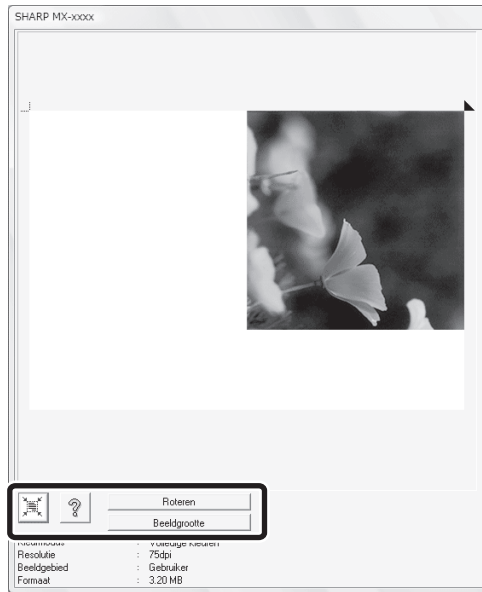 SHARP MX-xxxx
Roteren
Beeldgrootte
Kleurmodus : Volledige kleuren
Resolutie : 75dpi
Beeldgebied : Gebruiker
Formaat : 3.20 MB